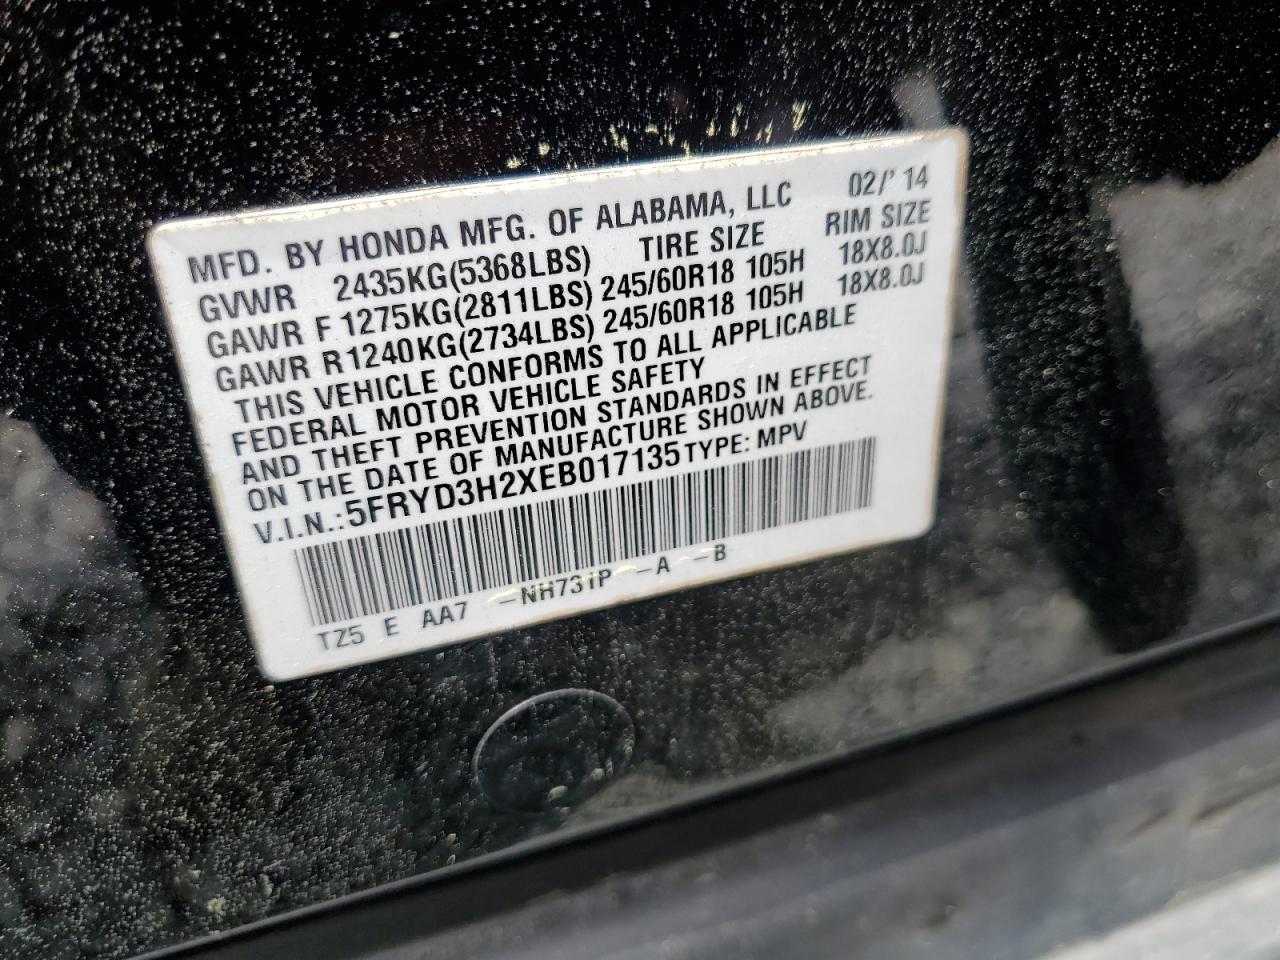 MFD. BY HONDA MFG. OF ALABAMA, LLC 02/'14
GVWR 2435KG(5368LBS) TIRE SIZE RIM SIZE
GAWR F 1275KG(2811LBS) 245/60R18 105H 18X8.0J
GAWR R 1240KG(2734LBS) 245/60R18 105H 18X8.0J
THIS VEHICLE CONFORMS TO ALL APPLICABLE
FEDERAL MOTOR VEHICLE SAFETY
AND THEFT PREVENTION STANDARDS IN EFFECT
ON THE DATE OF MANUFACTURE SHOWN ABOVE.
V.I.N.:5FRYD3H2XEB017135 TYPE: MPV
TZ5 E AA7 -NH731P -A -B